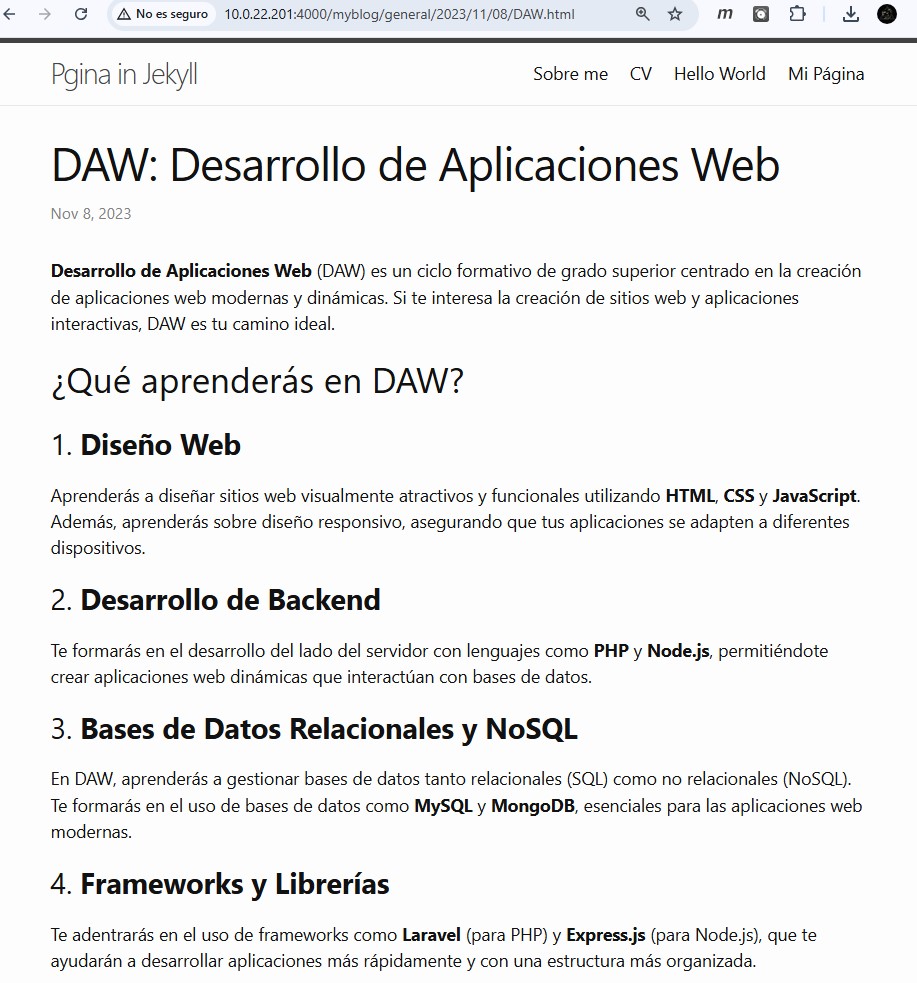 No es seguro 10.0.22.201:4000/myblog/general/2023/11/08/DAW.html
Pgina in Jekyll
Sobre me CV Hello World Mi Página
DAW: Desarrollo de Aplicaciones Web
Nov 8, 2023
Desarrollo de Aplicaciones Web (DAW) es un ciclo formativo de grado superior centrado en la creación
de aplicaciones web modernas y dinámicas. Si te interesa la creación de sitios web y aplicaciones
interactivas, DAW es tu camino ideal.
¿Qué aprenderás en DAW?
1. Diseño Web
Aprenderás a diseñar sitios web visualmente atractivos y funcionales utilizando HTML, CSS y JavaScript.
Además, aprenderás sobre diseño responsivo, asegurando que tus aplicaciones se adapten a diferentes
dispositivos.
2. Desarrollo de Backend
Te formarás en el desarrollo del lado del servidor con lenguajes como PHP y Node.js, permitiéndote
crear aplicaciones web dinámicas que interactúan con bases de datos.
3. Bases de Datos Relacionales y NoSQL
En DAW, aprenderás a gestionar bases de datos tanto relacionales (SQL) como no relacionales (NoSQL).
Te formarás en el uso de bases de datos como MySQL y MongoDB, esenciales para las aplicaciones web
modernas.
4. Frameworks y Librerías
Te adentrarás en el uso de frameworks como Laravel (para PHP) y Express.js (para Node.js), que te
ayudarán a desarrollar aplicaciones más rápidamente y con una estructura más organizada.